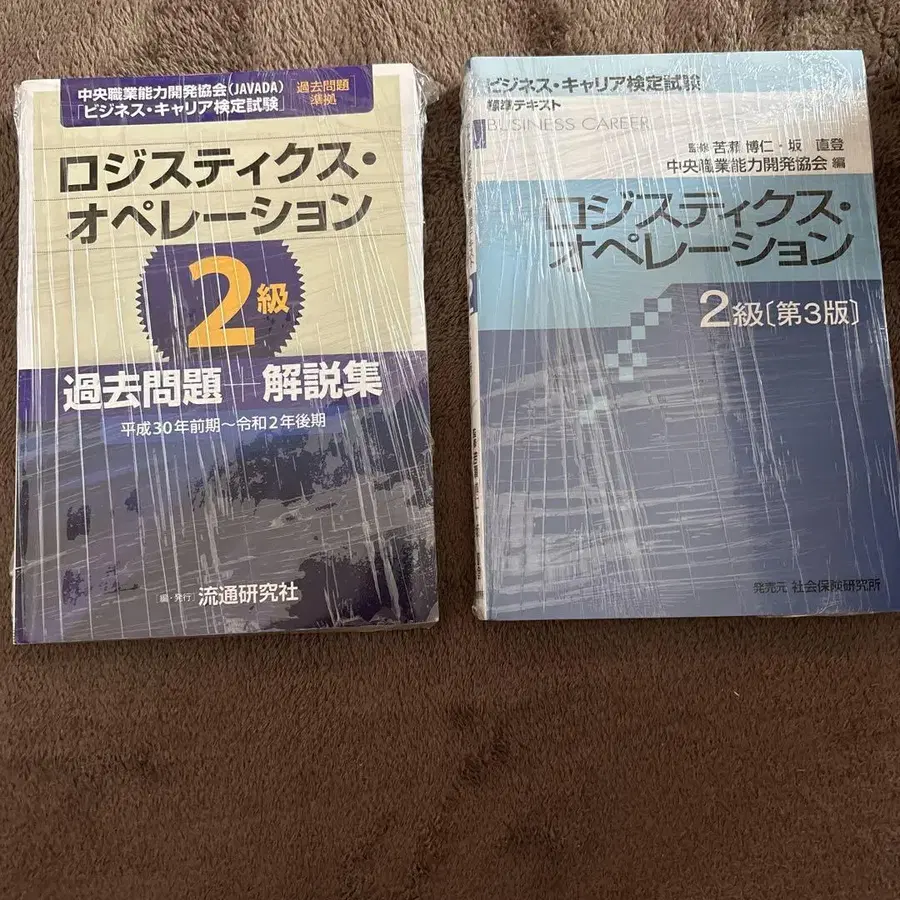 中央職業能力開発協会(JAVADA)
「ビジネス・キャリア検定試験」
過去問題
準拠
ロジスティクス・
オペレーション
2級
過去問題+解説集
平成30年前期~令和2年後期
[編・発行] 流通研究社
ビジネス・キャリア検定試験
標準テキスト
BUSINESS CAREER
監修 苦瀬 博仁・坂 直登
中央職業能力開発協会 編
ロジスティクス・
オペレーション
2級〔第3版〕
発売元 社会保険研究所